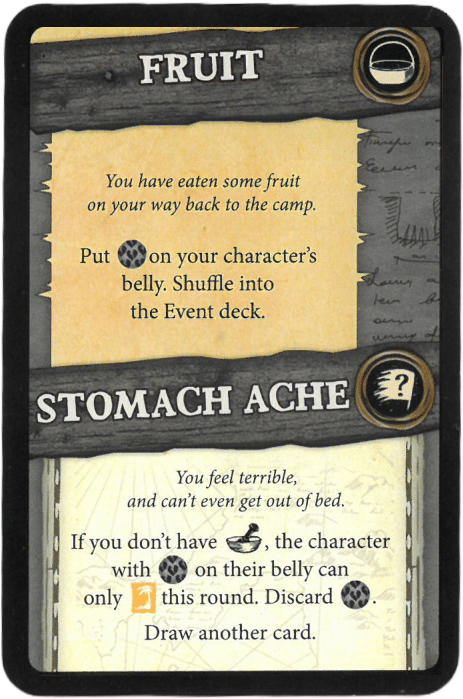 FRUIT
You have eaten some fruit
on your way back to the camp.
Put on your character's
belly. Shuffle into
the Event deck.
STOMACH ACHE
?
You feel terrible,
and can't even get out of bed.
If you don't have , the character
with on their belly can
only this round. Discard .
Draw another card.